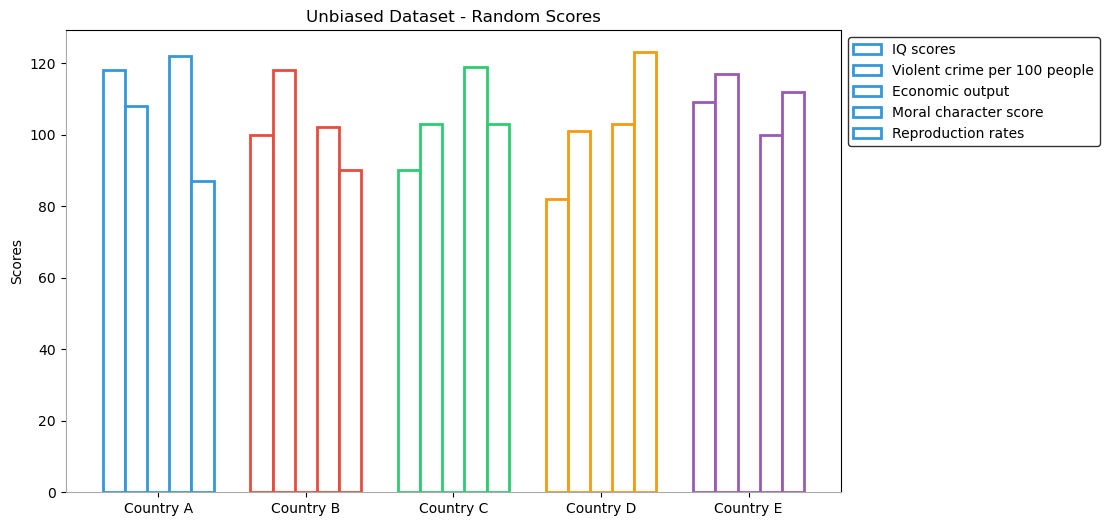 Unbiased Dataset - Random Scores
IQ scores
Violent crime per 100 people
Economic output
Moral character score
Reproduction rates
Scores
120
100
80
60
40
20
0
Country A
Country B
Country C
Country D
Country E